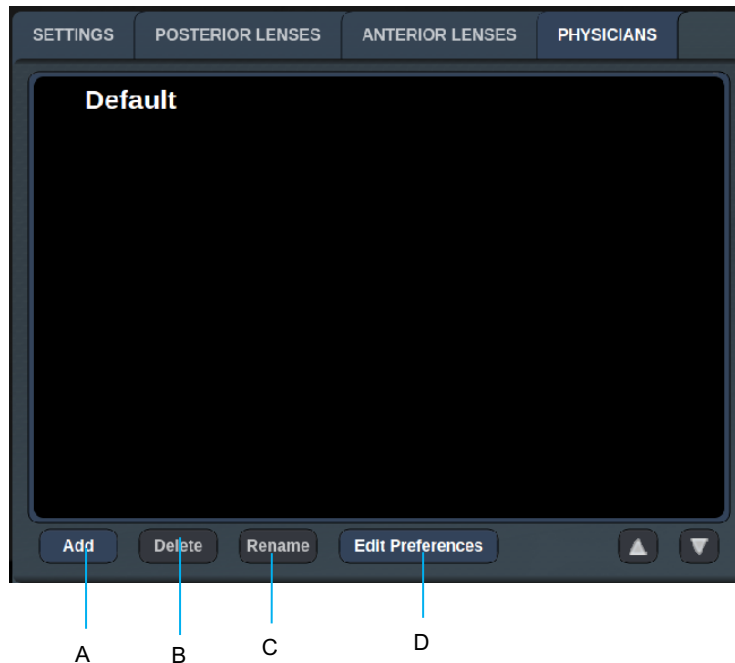 SETTINGS POSTERIOR LENSES ANTERIOR LENSES PHYSICIANS
Default
Add Delete Rename Edit Preferences
A B C D